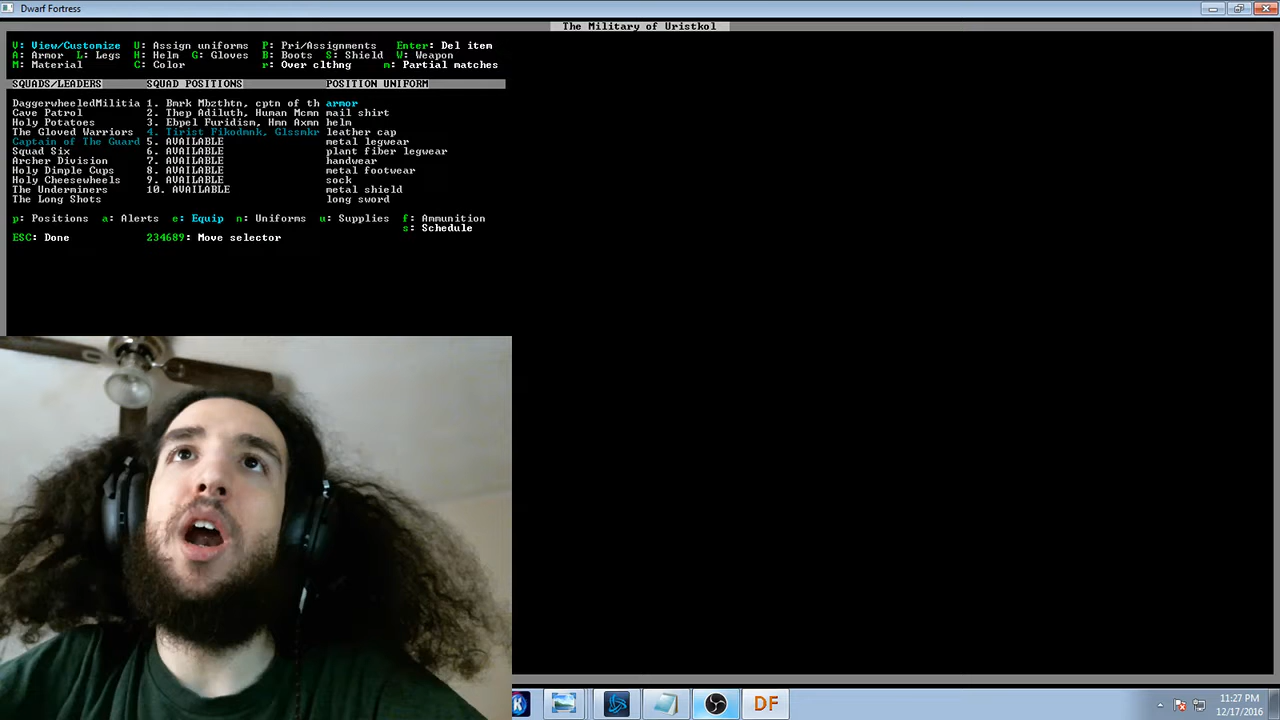 Dwarf Fortress
The Military of Uristkol
V: View/Customize U: Assign uniforms P: Pri/Assignments Enter: Del item
A: Armor L: Legs H: Helm G: Gloves B: Boots S: Shield W: Weapon
M: Material C: Color r: Over clthng m: Partial matches
SQUADS/LEADERS SQUAD POSITIONS POSITION UNIFORM
DaggerwheeledMilitia 1. Bmrk Mbzthtn, cptn of th armor
Cave Patrol 2. Thep Adiluth, Human Mcmn mail shirt
Holy Potatoes 3. Ebpel Furidism, Hmn Axmn helm
The Gloved Warriors 4. Tirist Fikodmnk, Glssmkr leather cap
Captain of The Guard 5. AVAILABLE metal legwear
Squad Six 6. AVAILABLE plant fiber legwear
Archer Division 7. AVAILABLE handwear
Holy Dimple Cups 8. AVAILABLE metal footwear
Holy Cheesewheels 9. AVAILABLE sock
The Underminers 10. AVAILABLE metal shield
The Long Shots long sword
p: Positions a: Alerts e: Equip n: Uniforms u: Supplies f: Ammunition
s: Schedule
ESC: Done 234689: Move selector
K
DF
11:27 PM
12/17/2016